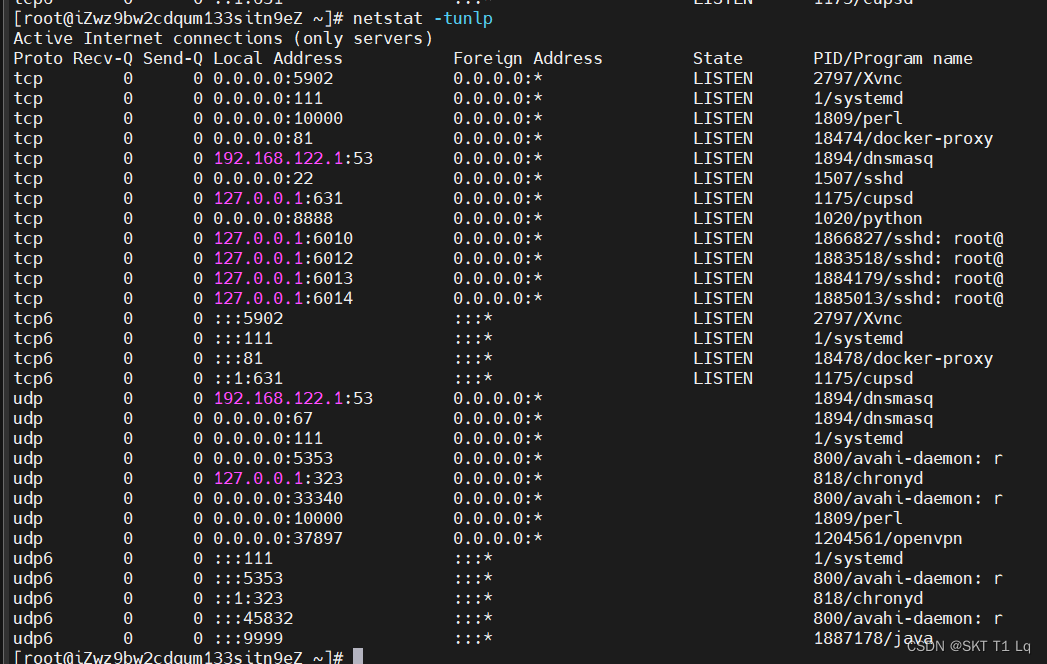 [root@iZwz9bw2cdqum133sitn9eZ ~]# netstat -tunlp
Active Internet connections (only servers)
Proto Recv-Q Send-Q Local Address           Foreign Address         State       PID/Program name
tcp        0      0 0.0.0.0:5902            0.0.0.0:*               LISTEN      2797/Xvnc
tcp        0      0 0.0.0.0:111             0.0.0.0:*               LISTEN      1/systemd
tcp        0      0 0.0.0.0:10000           0.0.0.0:*               LISTEN      1809/perl
tcp        0      0 0.0.0.0:81              0.0.0.0:*               LISTEN      18474/docker-proxy
tcp        0      0 192.168.122.1:53        0.0.0.0:*               LISTEN      1894/dnsmasq
tcp        0      0 0.0.0.0:22              0.0.0.0:*               LISTEN      1507/sshd
tcp        0      0 127.0.0.1:631           0.0.0.0:*               LISTEN      1175/cupsd
tcp        0      0 0.0.0.0:8888            0.0.0.0:*               LISTEN      1020/python
tcp        0      0 127.0.0.1:6010          0.0.0.0:*               LISTEN      1866827/sshd: root@
tcp        0      0 127.0.0.1:6012          0.0.0.0:*               LISTEN      1883518/sshd: root@
tcp        0      0 127.0.0.1:6013          0.0.0.0:*               LISTEN      1884179/sshd: root@
tcp        0      0 127.0.0.1:6014          0.0.0.0:*               LISTEN      1885013/sshd: root@
tcp6       0      0 :::5902                 :::*                    LISTEN      2797/Xvnc
tcp6       0      0 :::111                  :::*                    LISTEN      1/systemd
tcp6       0      0 :::81                   :::*                    LISTEN      18478/docker-proxy
tcp6       0      0 ::1:631                 :::*                    LISTEN      1175/cupsd
udp        0      0 192.168.122.1:53        0.0.0.0:*                           1894/dnsmasq
udp        0      0 0.0.0.0:67              0.0.0.0:*                           1894/dnsmasq
udp        0      0 0.0.0.0:111             0.0.0.0:*                           1/systemd
udp        0      0 0.0.0.0:5353            0.0.0.0:*                           800/avahi-daemon: r
udp        0      0 127.0.0.1:323           0.0.0.0:*                           818/chronyd
udp        0      0 0.0.0.0:33340           0.0.0.0:*                           800/avahi-daemon: r
udp        0      0 0.0.0.0:10000           0.0.0.0:*                           1809/perl
udp        0      0 0.0.0.0:37897           0.0.0.0:*                           1204561/openvpn
udp6       0      0 :::111                  :::*                                1/systemd
udp6       0      0 :::5353                 :::*                                800/avahi-daemon: r
udp6       0      0 ::1:323                 :::*                                818/chronyd
udp6       0      0 :::45832                :::*                                800/avahi-daemon: r
udp6       0      0 :::9999                 :::*                                1887178/java
CSDN @SKT T1 Lq
[root@iZwz9bw2cdqum133sitn9eZ ~]#